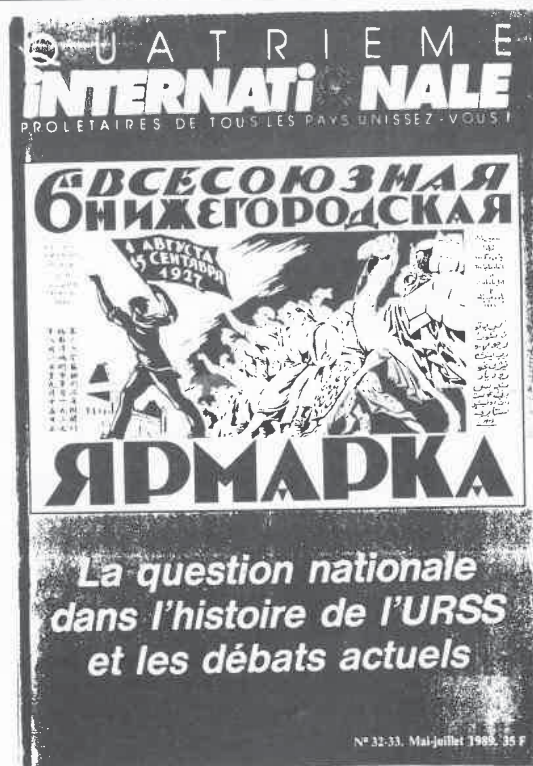 QUATRIEME
iNTERNATiONALE
PROLETAIRES DE TOUS LES PAYS UNISSEZ-VOUS !
6ая ВСЕСОЮЗНАЯ
НИЖЕГОРОДСКАЯ
1 АВГУСТА
15 СЕНТЯБРЯ
1927
ЯРМАРКА
La question nationale
dans l'histoire de l'URSS
et les débats actuels
N° 32-33. Mai-juillet 1989. 35 F